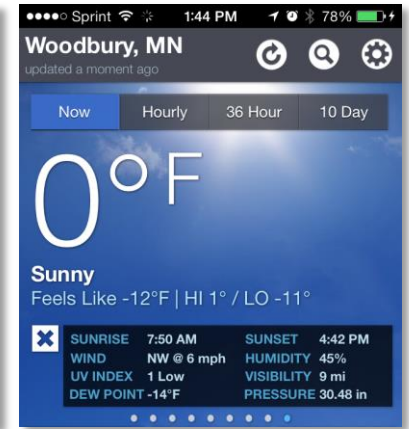 Sprint 1:44 PM 78%
Woodbury, MN
updated a moment ago
Now Hourly 36 Hour 10 Day
0°F
Sunny
Feels Like -12°F | HI 1° / LO -11°
SUNRISE 7:50 AM SUNSET 4:42 PM
WIND NW @ 6 mph HUMIDITY 45%
UV INDEX 1 Low VISIBILITY 9 mi
DEW POINT -14°F PRESSURE 30.48 in